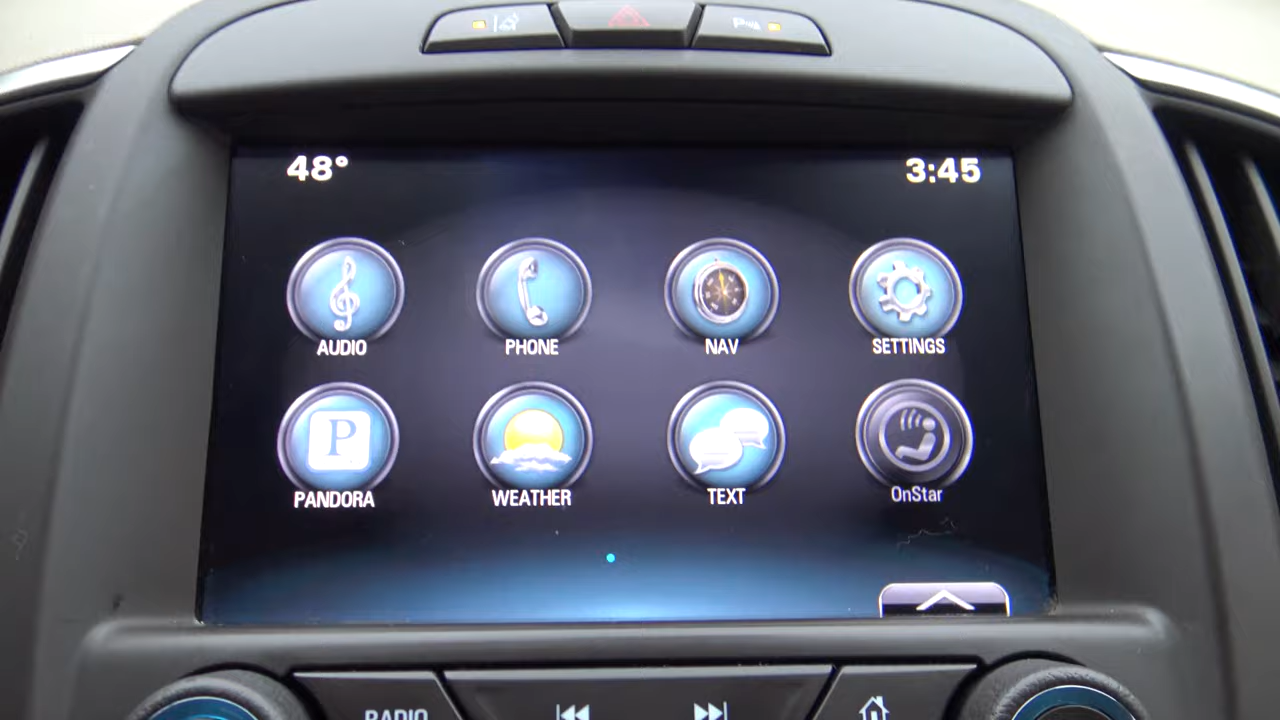 48° 3:45
AUDIO PHONE NAV SETTINGS
P
PANDORA WEATHER TEXT OnStar
RADIO